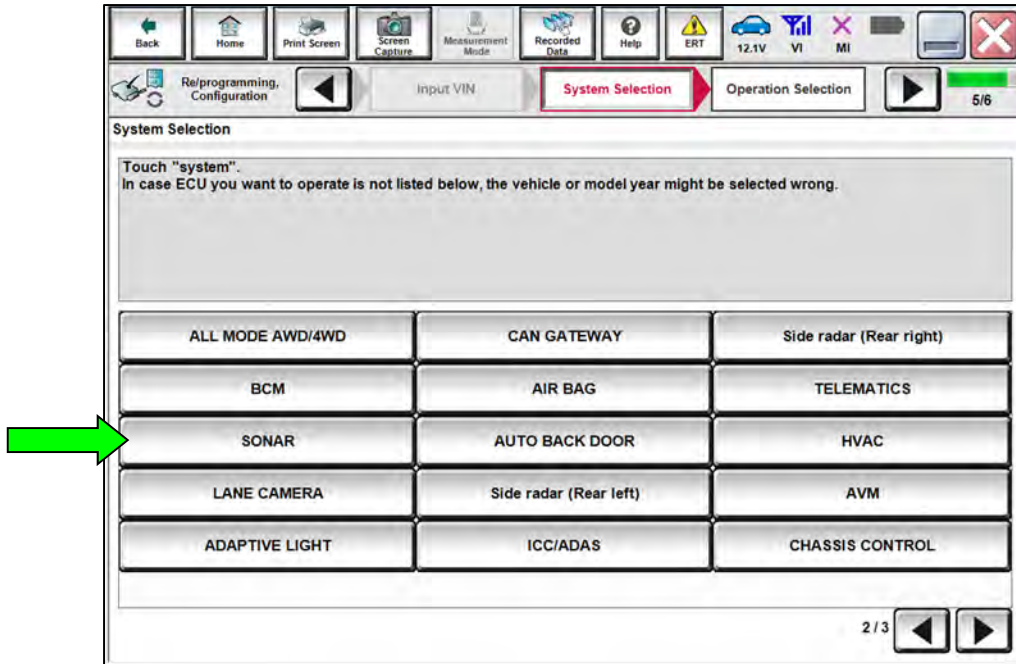 Back
Home
Print Screen
Screen
Capture
Measurement
Mode
Recorded
Data
Help
ERT
12.1V
VI
MI
Re/programming,
Configuration
Input VIN
System Selection
Operation Selection
5/6
System Selection
Touch "system".
In case ECU you want to operate is not listed below, the vehicle or model year might be selected wrong.
ALL MODE AWD/4WD
CAN GATEWAY
Side radar (Rear right)
BCM
AIR BAG
TELEMATICS
SONAR
AUTO BACK DOOR
HVAC
LANE CAMERA
Side radar (Rear left)
AVM
ADAPTIVE LIGHT
ICC/ADAS
CHASSIS CONTROL
2/3